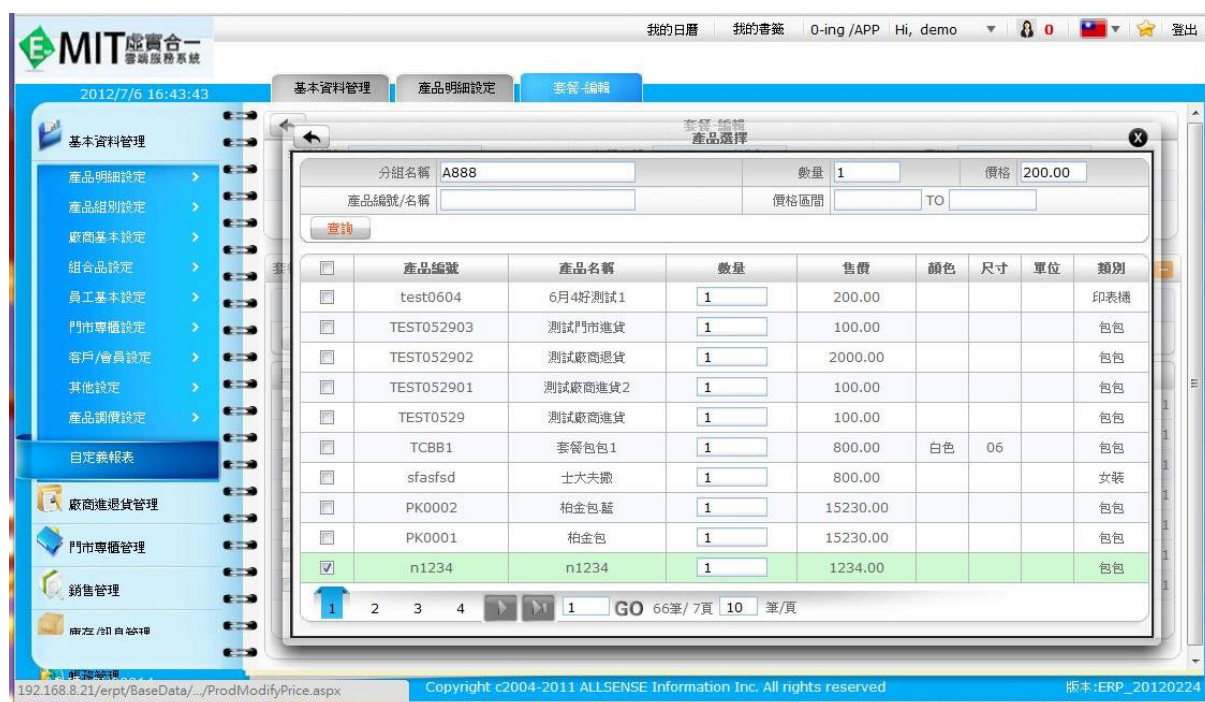 我的日曆 我的書籤 0-ing /APP Hi, demo 0 登出
MIT 虛實合一
雲端服務系統
2012/7/6 16:43:43
基本資料管理 產品明細設定 套餐-編輯
套餐-編輯
產品選擇
基本資料管理
產品明細設定
產品組別設定
廠商基本設定
組合品設定
員工基本設定
門市專櫃設定
客戶/會員設定
其他設定
產品調價設定
自定義報表
廠商進退貨管理
門市專櫃管理
銷售管理
庫存/訊息管理
帳務管理
分組名稱 A888 數量 1 價格 200.00
產品編號/名稱 價格區間 TO
查詢
產品編號 產品名稱 數量 售價 顏色 尺寸 單位 類別
test0604 6月4好測試1 1 200.00 印表機
TEST052903 測試門市進貨 1 100.00 包包
TEST052902 測試廠商退貨 1 2000.00 包包
TEST052901 測試廠商進貨2 1 100.00 包包
TEST0529 測試廠商進貨 1 100.00 包包
TCBB1 套餐包包1 1 800.00 白色 06 包包
sfasfsd 士大夫撒 1 800.00 女裝
PK0002 柏金包.藍 1 15230.00 包包
PK0001 柏金包 1 15230.00 包包
n1234 n1234 1 1234.00 包包
1 2 3 4 1 GO 66筆/ 7頁 10 筆/頁
192.168.8.21/erpt/BaseData/.../ProdModifyPrice.aspx
Copyright c2004-2011 ALLSENSE Information Inc. All rights reserved
版本:ERP_20120224